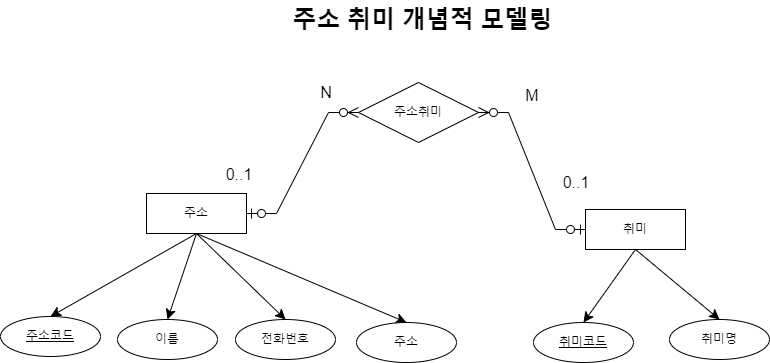 주소 취미 개념적 모델링
N
M
주소취미
0..1
0..1
주소
취미
주소코드
이름
전화번호
주소
취미코드
취미명